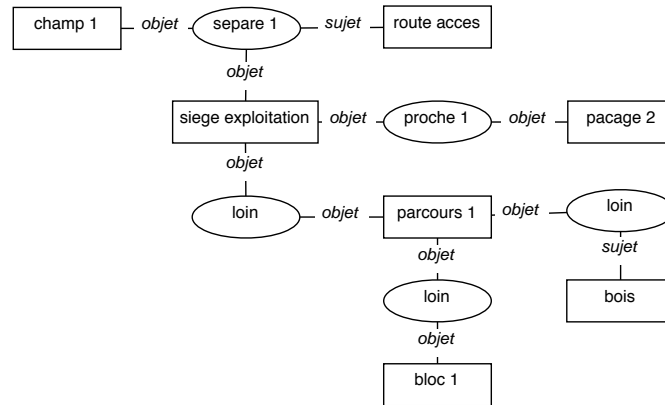 champ 1 objet separe 1 sujet route acces
objet
siege exploitation objet proche 1 objet pacage 2
objet
loin objet parcours 1 objet loin
objet sujet
loin bois
objet
bloc 1